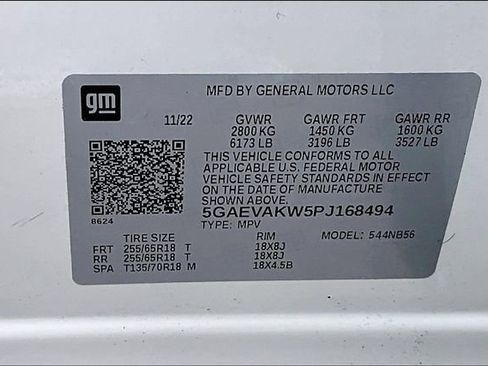 gm
MFD BY GENERAL MOTORS LLC
11/22 GVWR GAWR FRT GAWR RR
2800 KG 1450 KG 1600 KG
6173 LB 3196 LB 3527 LB
THIS VEHICLE CONFORMS TO ALL
APPLICABLE U.S. FEDERAL MOTOR
VEHICLE SAFETY STANDARDS IN EFFECT
ON THE DATE OF MANUFACTURE
SHOWN ABOVE.
5GAEVAKW5PJ168494
8624
TYPE: MPV MODEL: 544NB56
TIRE SIZE RIM
FRT 255/65R18 T 18X8J
RR 255/65R18 T 18X8J
SPA T135/70R18 M 18X4.5B